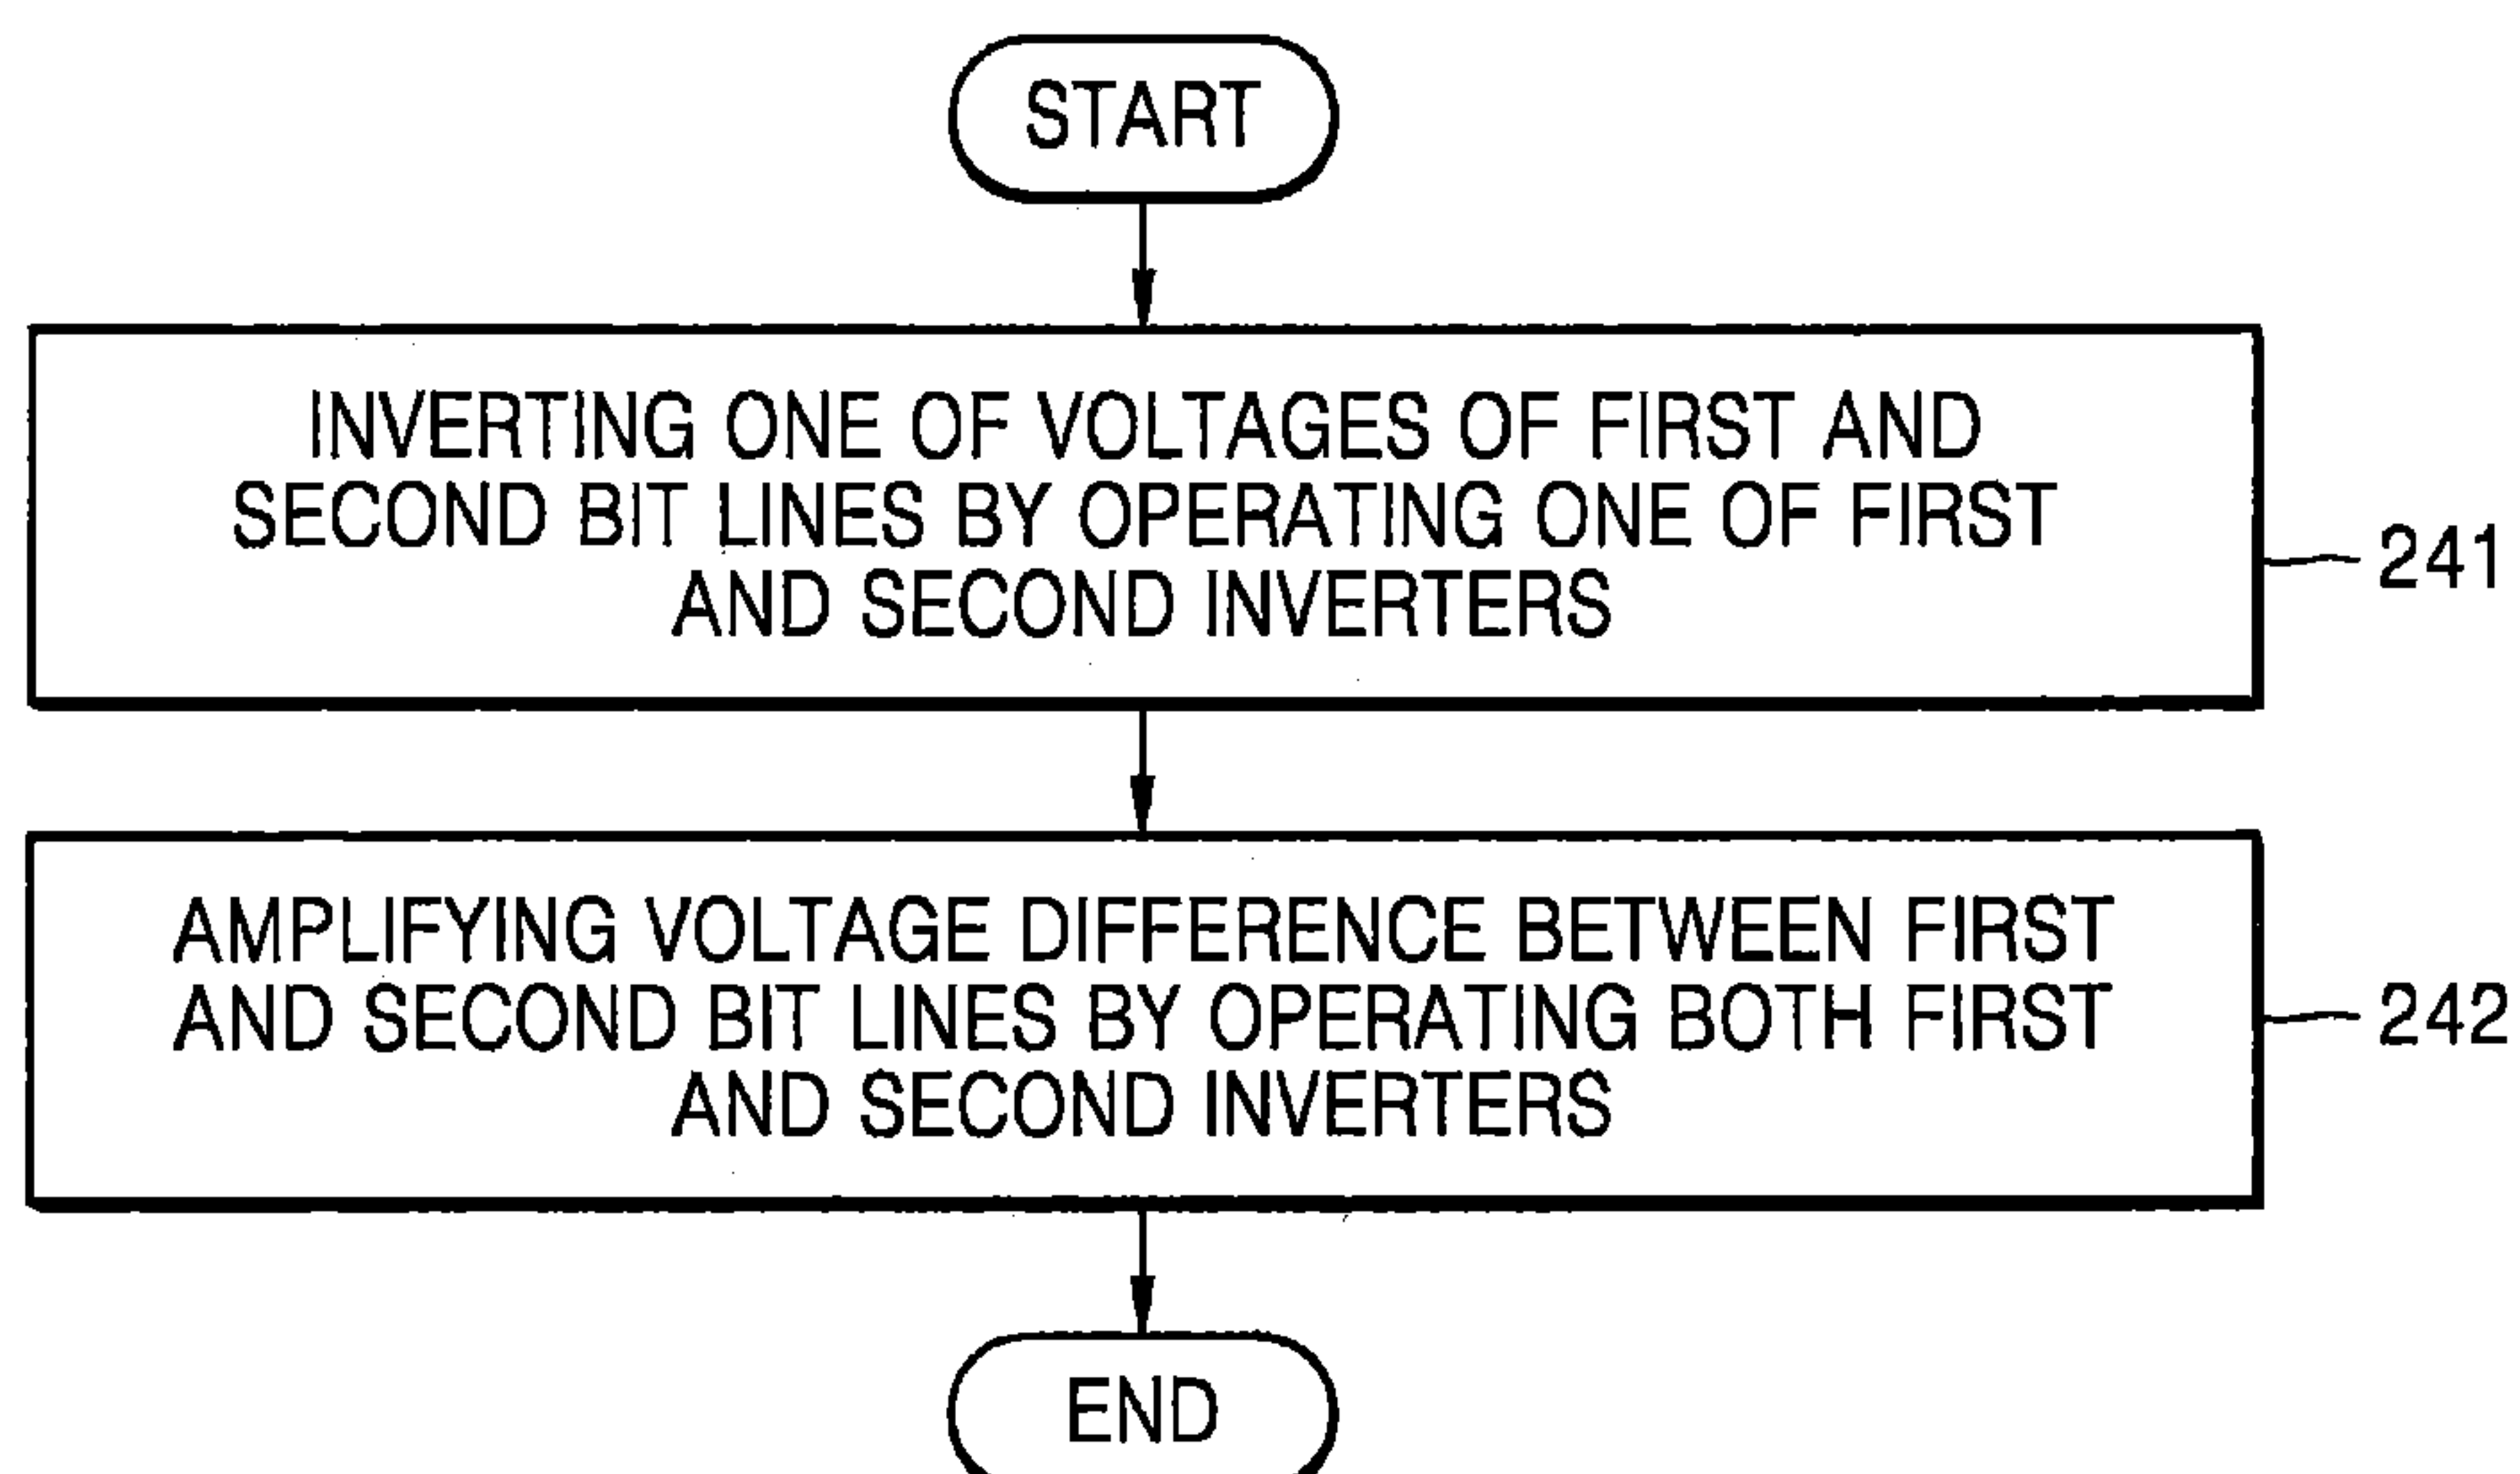 START
INVERTING ONE OF VOLTAGES OF FIRST AND
SECOND BIT LINES BY OPERATING ONE OF FIRST
AND SECOND INVERTERS
241
AMPLIFYING VOLTAGE DIFFERENCE BETWEEN FIRST
AND SECOND BIT LINES BY OPERATING BOTH FIRST
AND SECOND INVERTERS
242
END